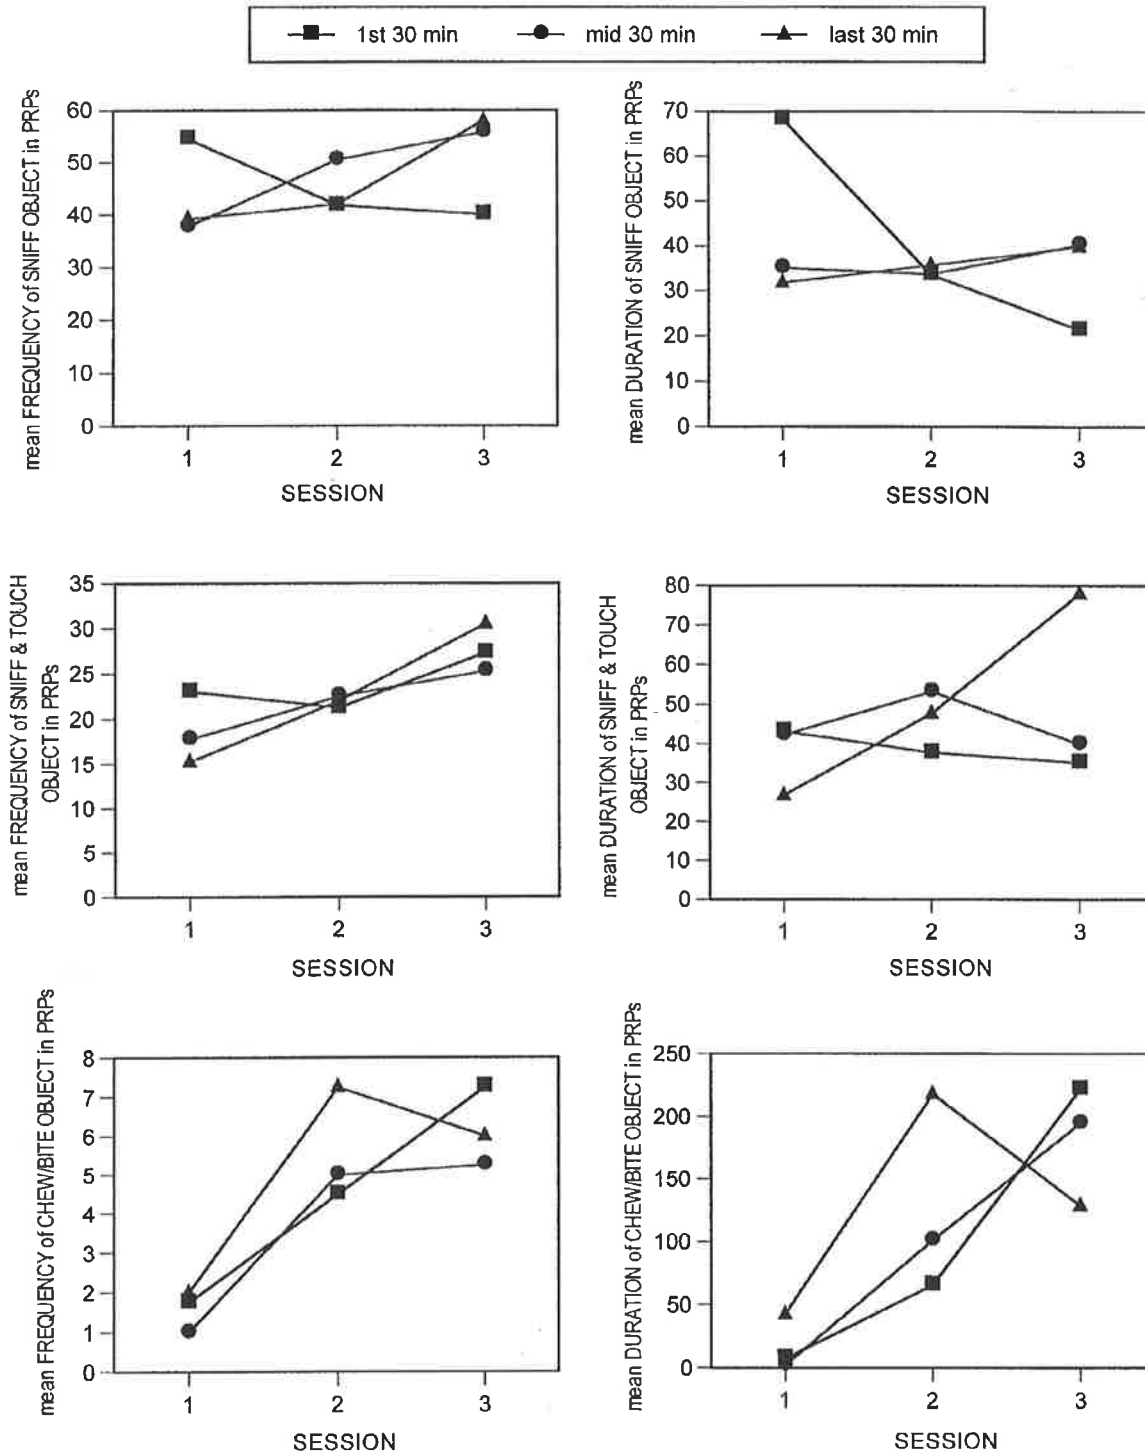 1st 30 min mid 30 min last 30 min
mean FREQUENCY of SNIFF OBJECT in PRPs
60
50
40
30
20
10
0
1 2 3
SESSION
mean DURATION of SNIFF OBJECT in PRPs
70
60
50
40
30
20
10
0
1 2 3
SESSION
mean FREQUENCY of SNIFF & TOUCH
OBJECT in PRPs
35
30
25
20
15
10
5
0
1 2 3
SESSION
mean DURATION of SNIFF & TOUCH
OBJECT in PRPs
80
70
60
50
40
30
20
10
0
1 2 3
SESSION
mean FREQUENCY of CHEW/BITE OBJECT in PRPs
8
7
6
5
4
3
2
1
0
1 2 3
SESSION
mean DURATION of CHEW/BITE OBJECT in PRPs
250
200
150
100
50
0
1 2 3
SESSION